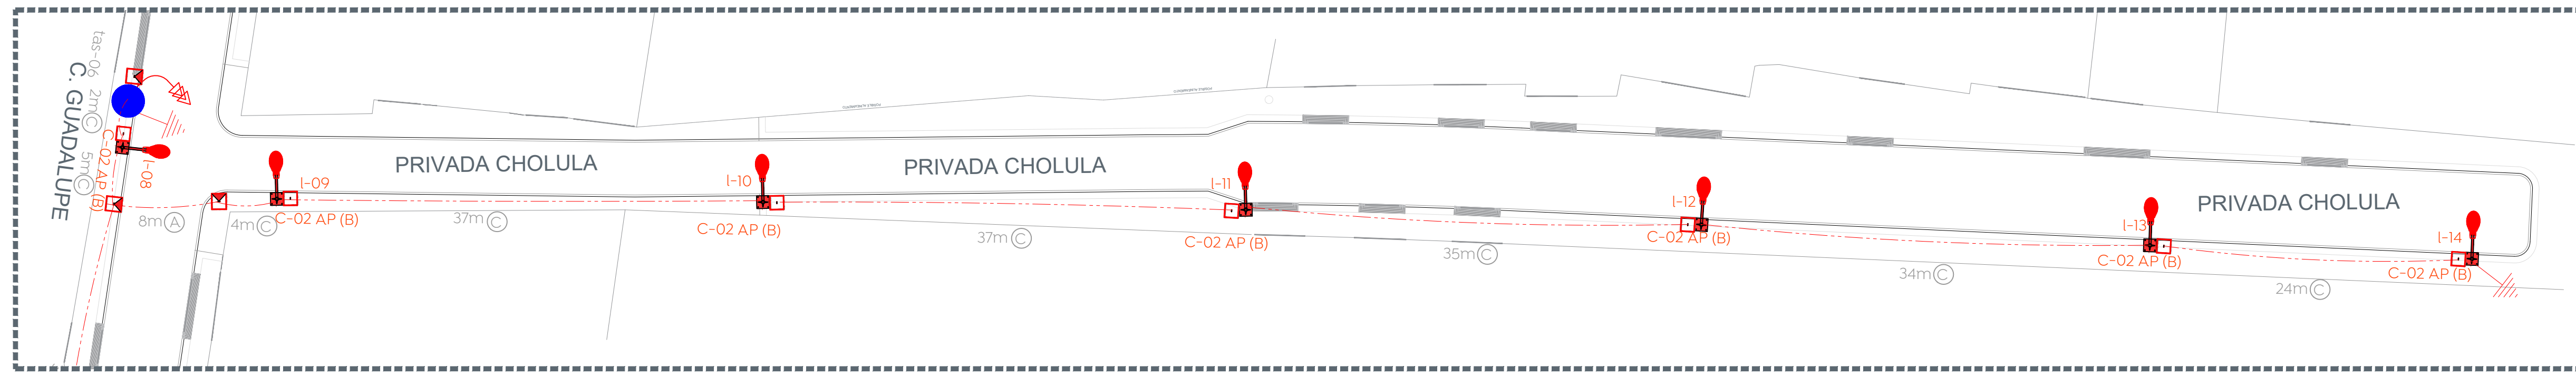 tas-06
2m C
C. GUADALUPE
5m C
C-02 AP (B)
l-08
8m A
4m C
l-09
C-02 AP (B)
PRIVADA CHOLULA
37m C
l-10
C-02 AP (B)
PRIVADA CHOLULA
37m C
l-11
C-02 AP (B)
35m C
l-12
C-02 AP (B)
34m C
l-13
C-02 AP (B)
PRIVADA CHOLULA
24m C
l-14
C-02 AP (B)